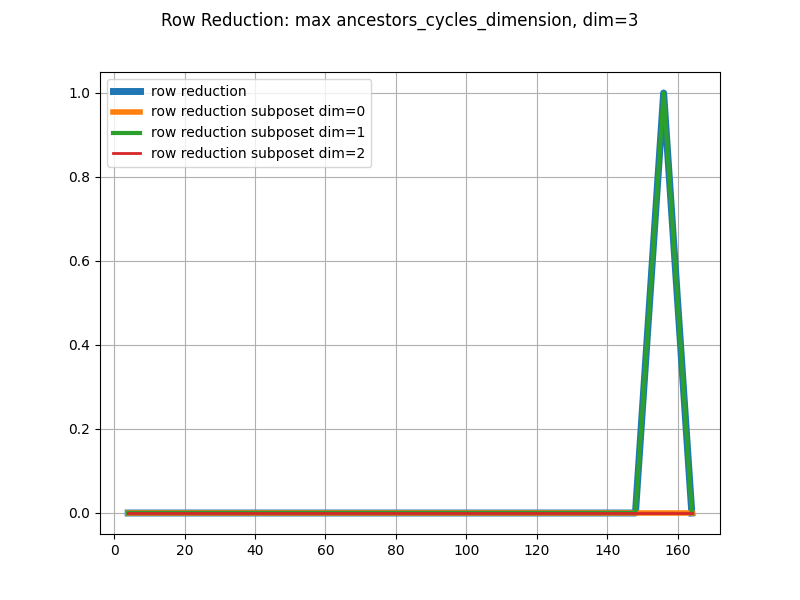 Row Reduction: max ancestors_cycles_dimension, dim=3
row reduction
row reduction subposet dim=0
row reduction subposet dim=1
row reduction subposet dim=2
1.0
0.8
0.6
0.4
0.2
0.0
0 20 40 60 80 100 120 140 160